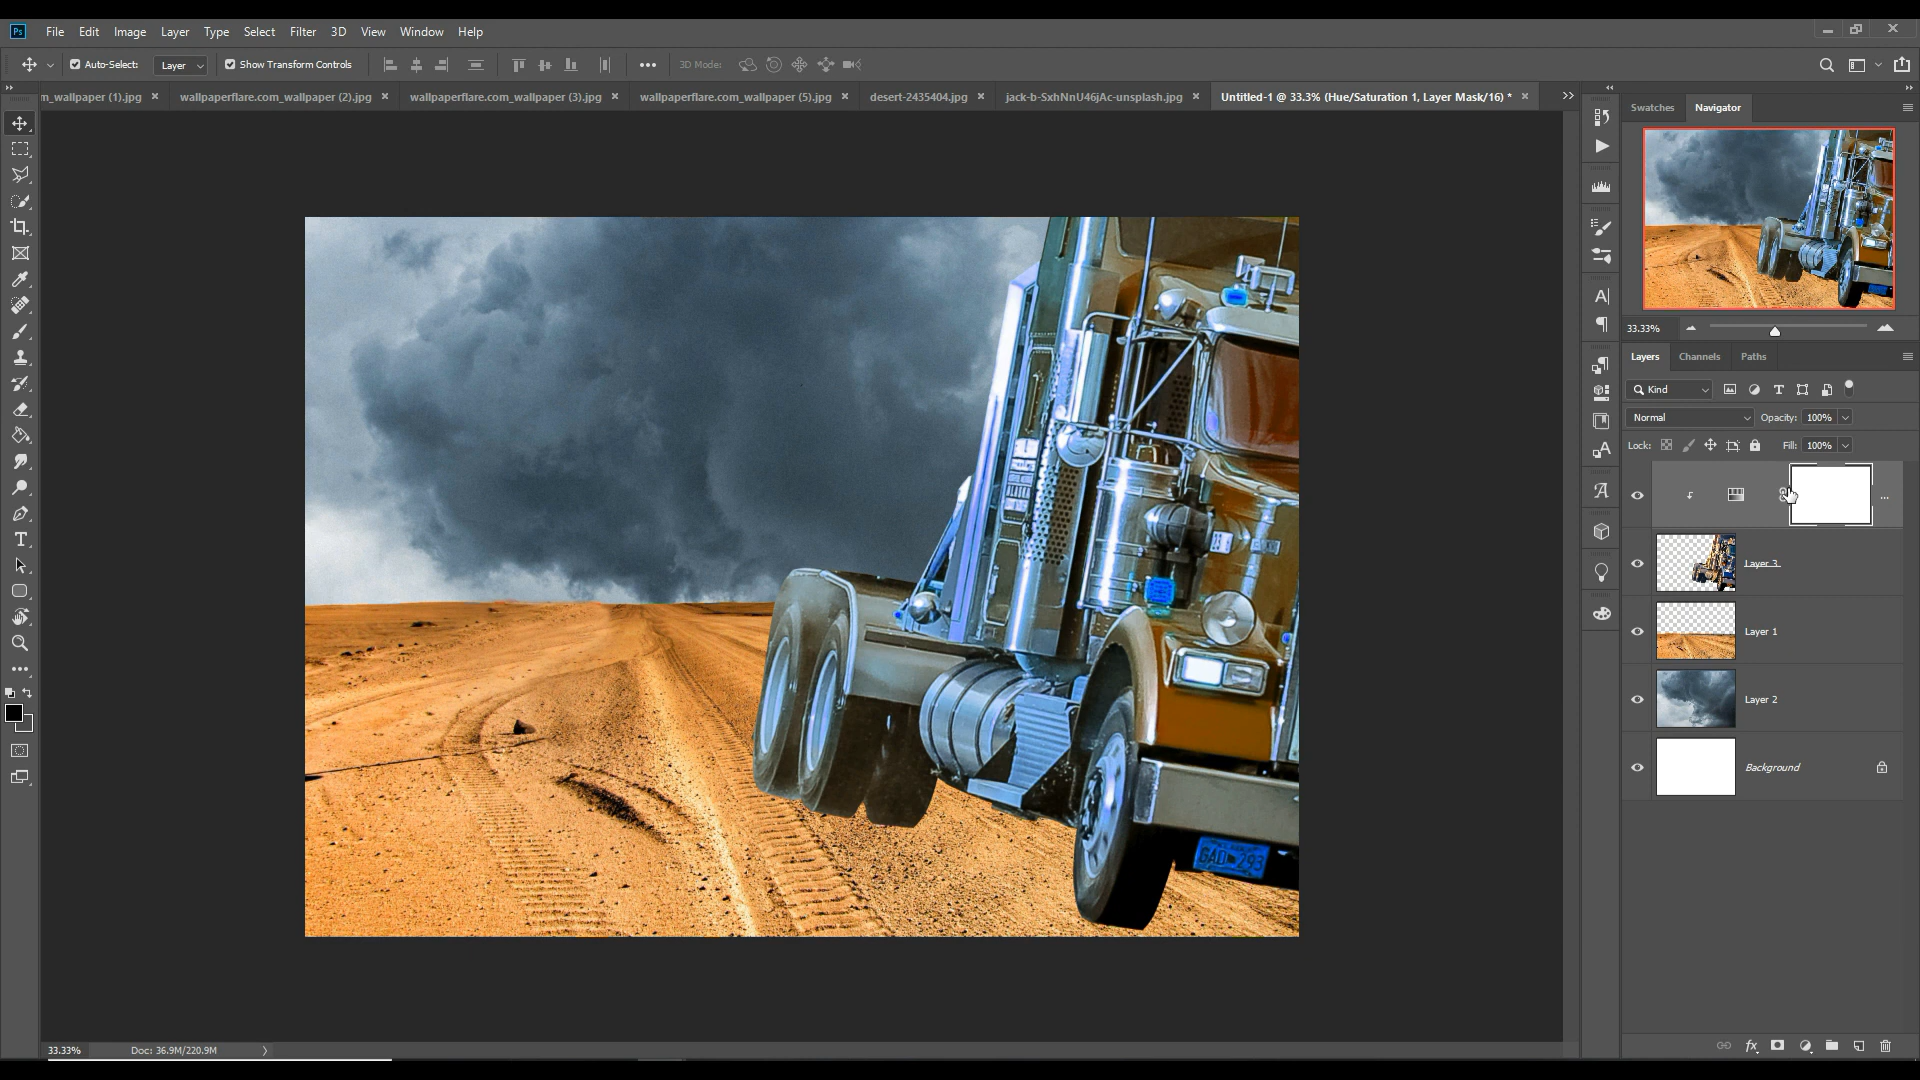 Ps File Edit Image Layer Type Select Filter 3D View Window Help
Auto-Select: Layer Show Transform Controls 3D Mode:
m_wallpaper (1).jpg × wallpaperflare.com_wallpaper (2).jpg × wallpaperflare.com_wallpaper (3).jpg × wallpaperflare.com_wallpaper (5).jpg × desert-2435404.jpg × jack-b-SxhNnU46jAc-unsplash.jpg × Untitled-1 @ 33.3% (Hue/Saturation 1, Layer Mask/16) * ×
Swatches Navigator
33.33%
Layers Channels Paths
Kind
Normal Opacity: 100%
Lock: Fill: 100%
...
Layer 3
Layer 1
Layer 2
Background
GAD 293
33.33% Doc: 36.9M/220.9M